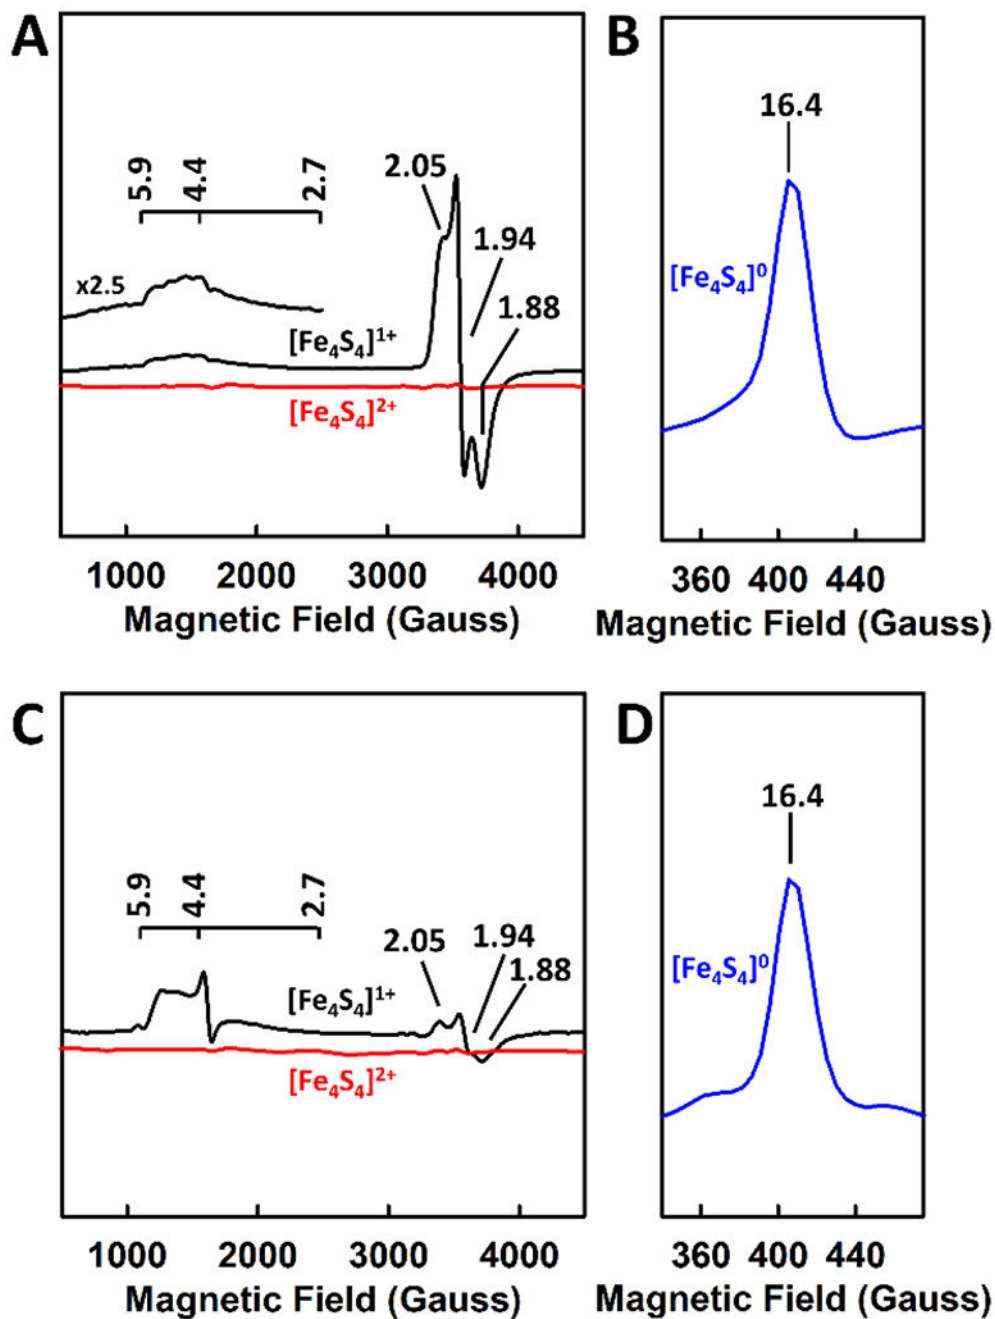 A
5.9
4.4
2.7
2.05
1.94
1.88
x2.5
[Fe₄S₄]¹⁺
[Fe₄S₄]²⁺
1000 2000 3000 4000
Magnetic Field (Gauss)
B
16.4
[Fe₄S₄]⁰
360 400 440
Magnetic Field (Gauss)
C
5.9
4.4
2.7
2.05
1.94
1.88
[Fe₄S₄]¹⁺
[Fe₄S₄]²⁺
1000 2000 3000 4000
Magnetic Field (Gauss)
D
16.4
[Fe₄S₄]⁰
360 400 440
Magnetic Field (Gauss)